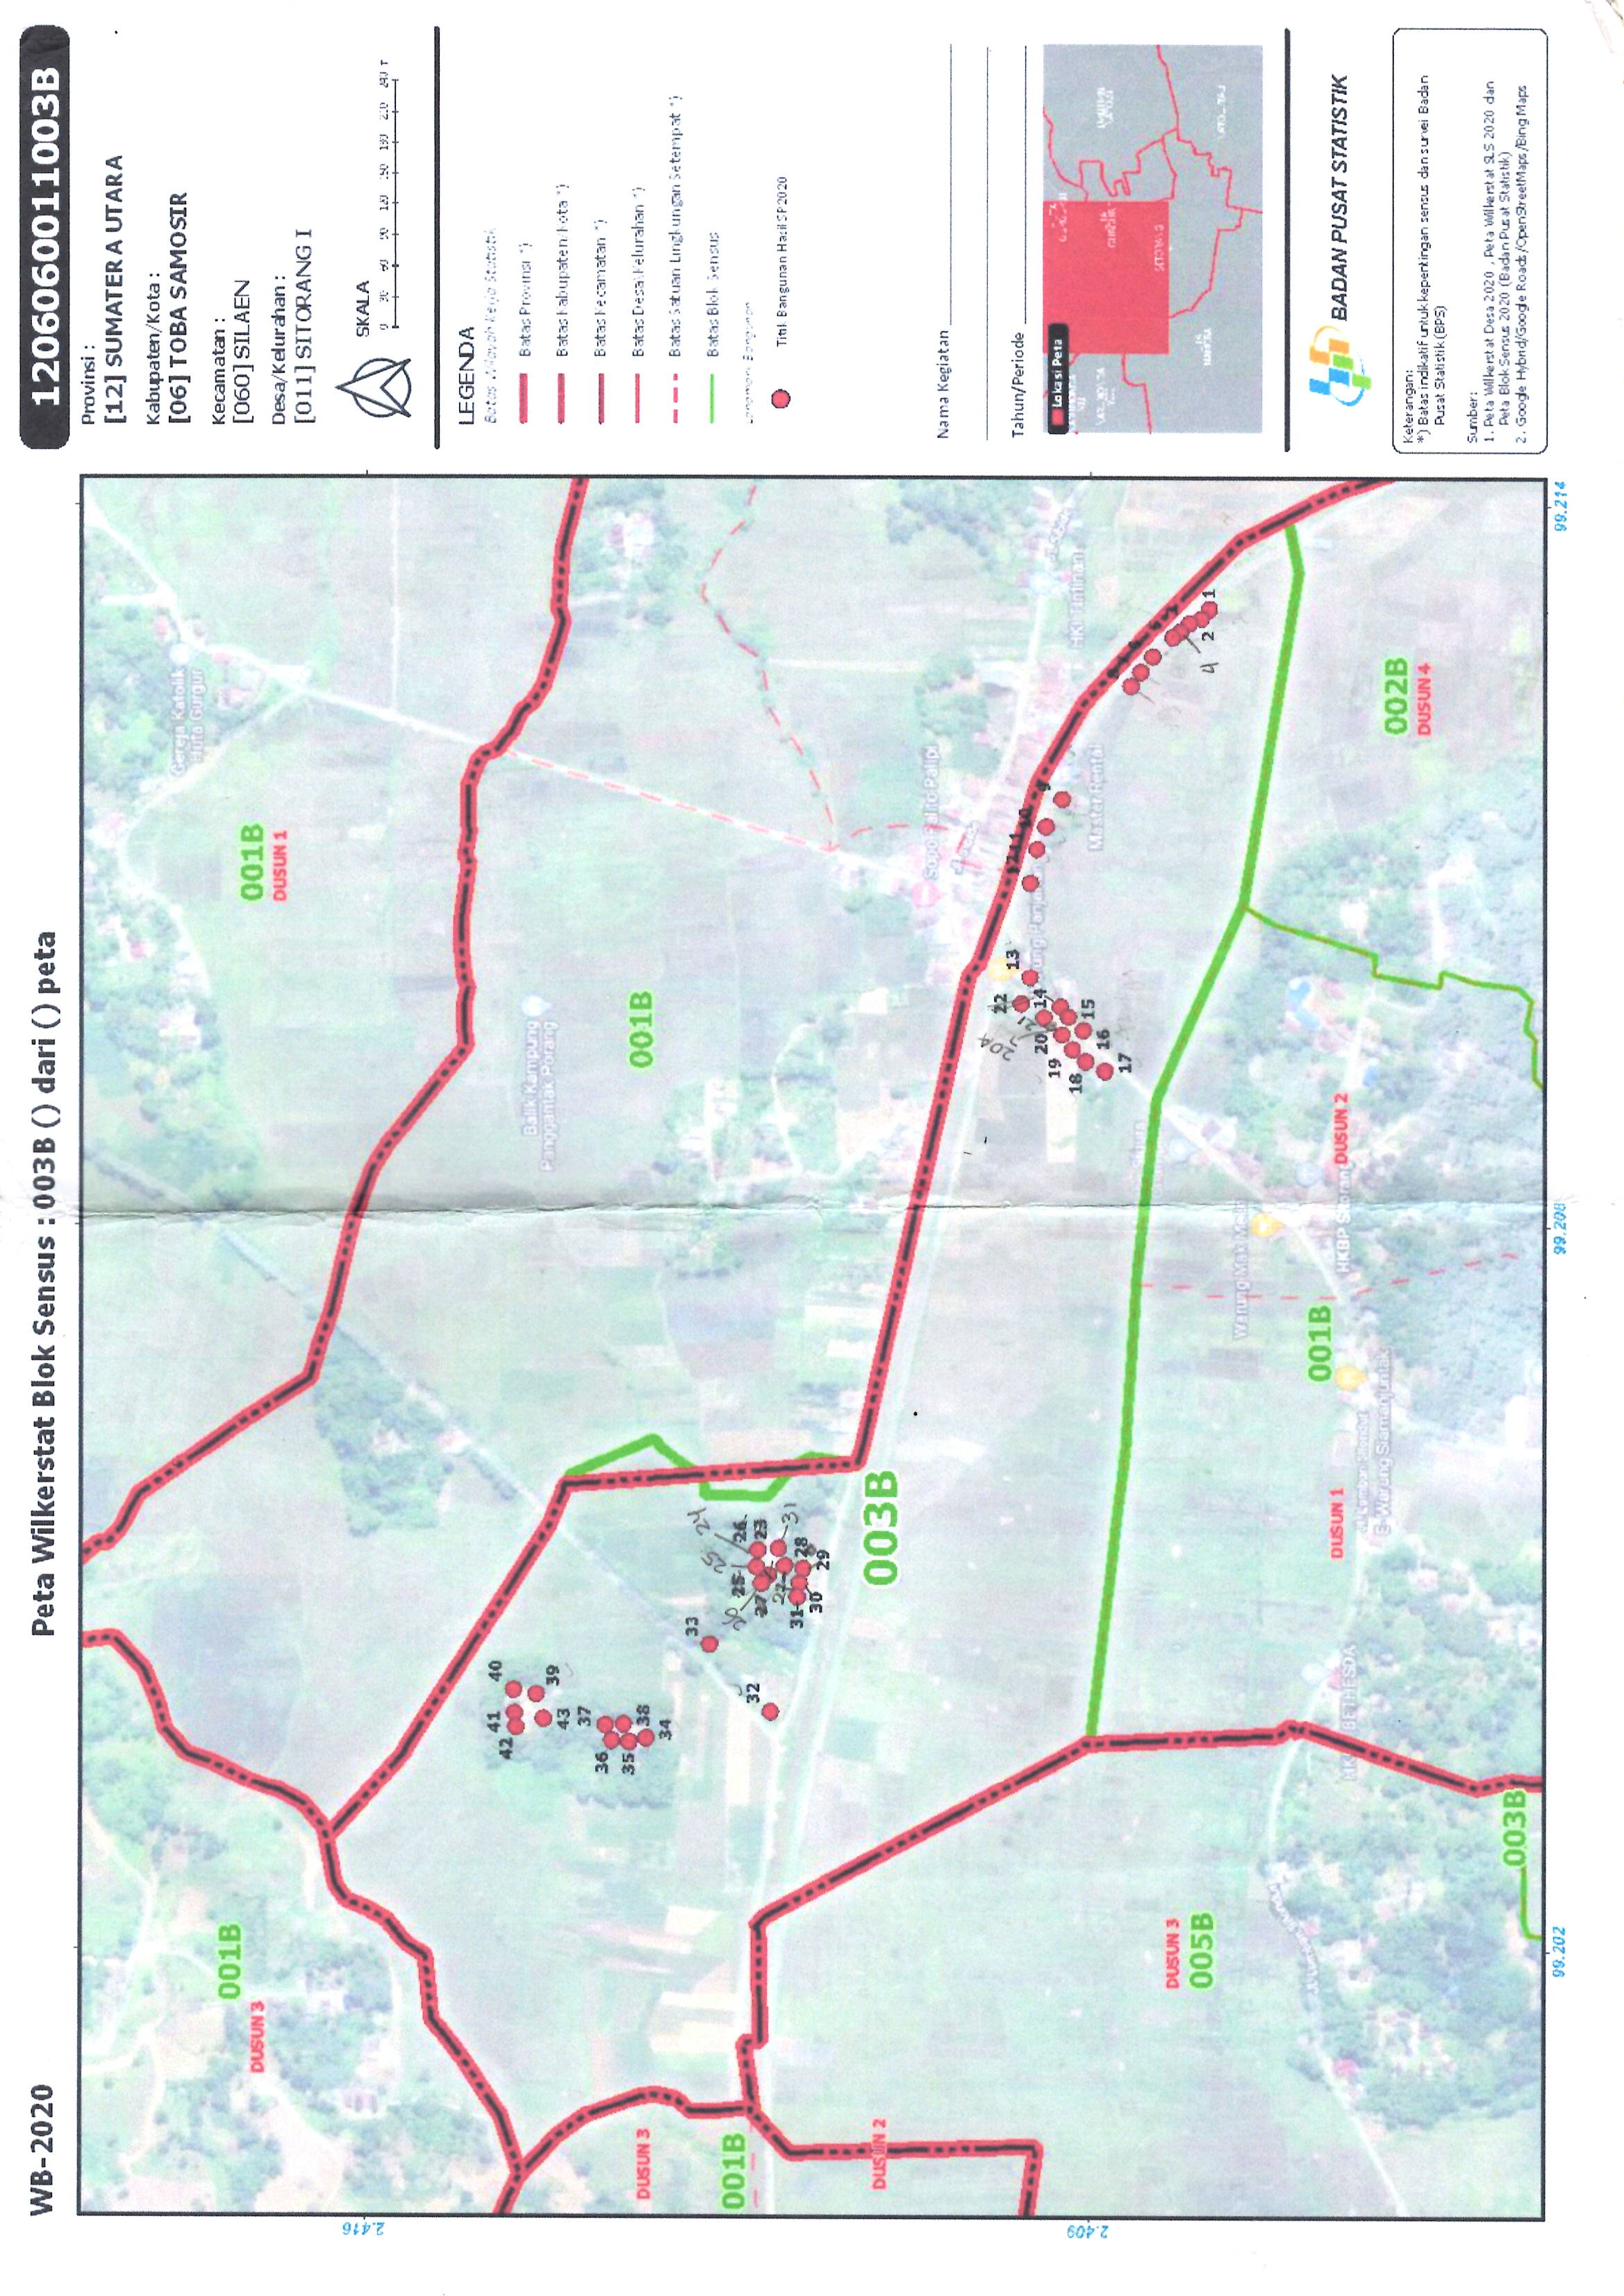 WB-2020
Peta Wilkerstat Blok Sensus : 003B () dari () peta
1206060011003B
Provinsi :
[12] SUMATERA UTARA
Kabupaten/Kota :
[06] TOBA SAMOSIR
Kecamatan :
[060] SILAEN
Desa/Kelurahan :
[011] SITORANG I
SKALA
0 30 60 90 120 150 180 210 240
LEGENDA
Batas Wilayah Kerja Statistik
Batas Provinsi *)
Batas Kabupaten/Kota *)
Batas Kecamatan *)
Batas Desa/Kelurahan *)
Batas Satuan Lingkungan Setempat *)
Batas Blok Sensus
Landmark Bangunan
Titik Bangunan Hasil SP2020
Nama Kegiatan
Tahun/Periode
Lokasi Peta
BADAN PUSAT STATISTIK
Keterangan:
*) Batas indikatif untuk kepentingan sensus dan survei Badan
Pusat Statistik (BPS)
Sumber:
1. Peta Wilkerstat Desa 2020 , Peta Wilkerstat SLS 2020 dan
Peta Blok Sensus 2020 (Badan Pusat Statistik)
2. Google Hybrid/Google Roads/OpenStreetMaps/Bing Maps
001B
DUSUN 3
Gereja Katolik
Huta Gurgur
001B
DUSUN 1
2.416
42
41
40
39
43
Balik Kampung
Panggantak Porang
37
36
35
38
34
DUSUN 3
001B
33
24
25
26
001B
32
25
26
27
23
31
31
28
30
29
DUSUN 2
003B
Sopo Palito Palipi
20A
22
13
21
20
14
19
18
15
16
17
12
11
10
9
2.409
Master Rental
HKI Tintinan
4
2
1
DUSUN 3
005B
Warung Mak Melin
001B
DUSUN 1
HKBP Sitorang
DUSUN 2
BETHESDA
Jl. Lumban Silondut
E-Warung Siamanjuntak
002B
DUSUN 4
003B
99.202
99.208
99.214